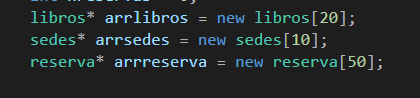 libros* arrlibros = new libros[20];
sedes* arrsedes = new sedes[10];
reserva* arrreserva = new reserva[50];